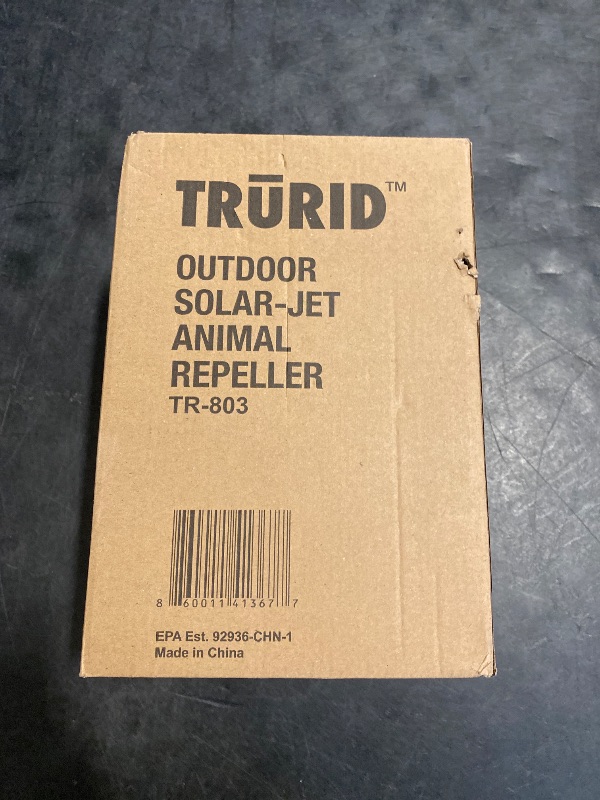 TRŪRID™
OUTDOOR
SOLAR-JET
ANIMAL
REPELLER
TR-803
8 60011 41367 7
EPA Est. 92936-CHN-1
Made in China